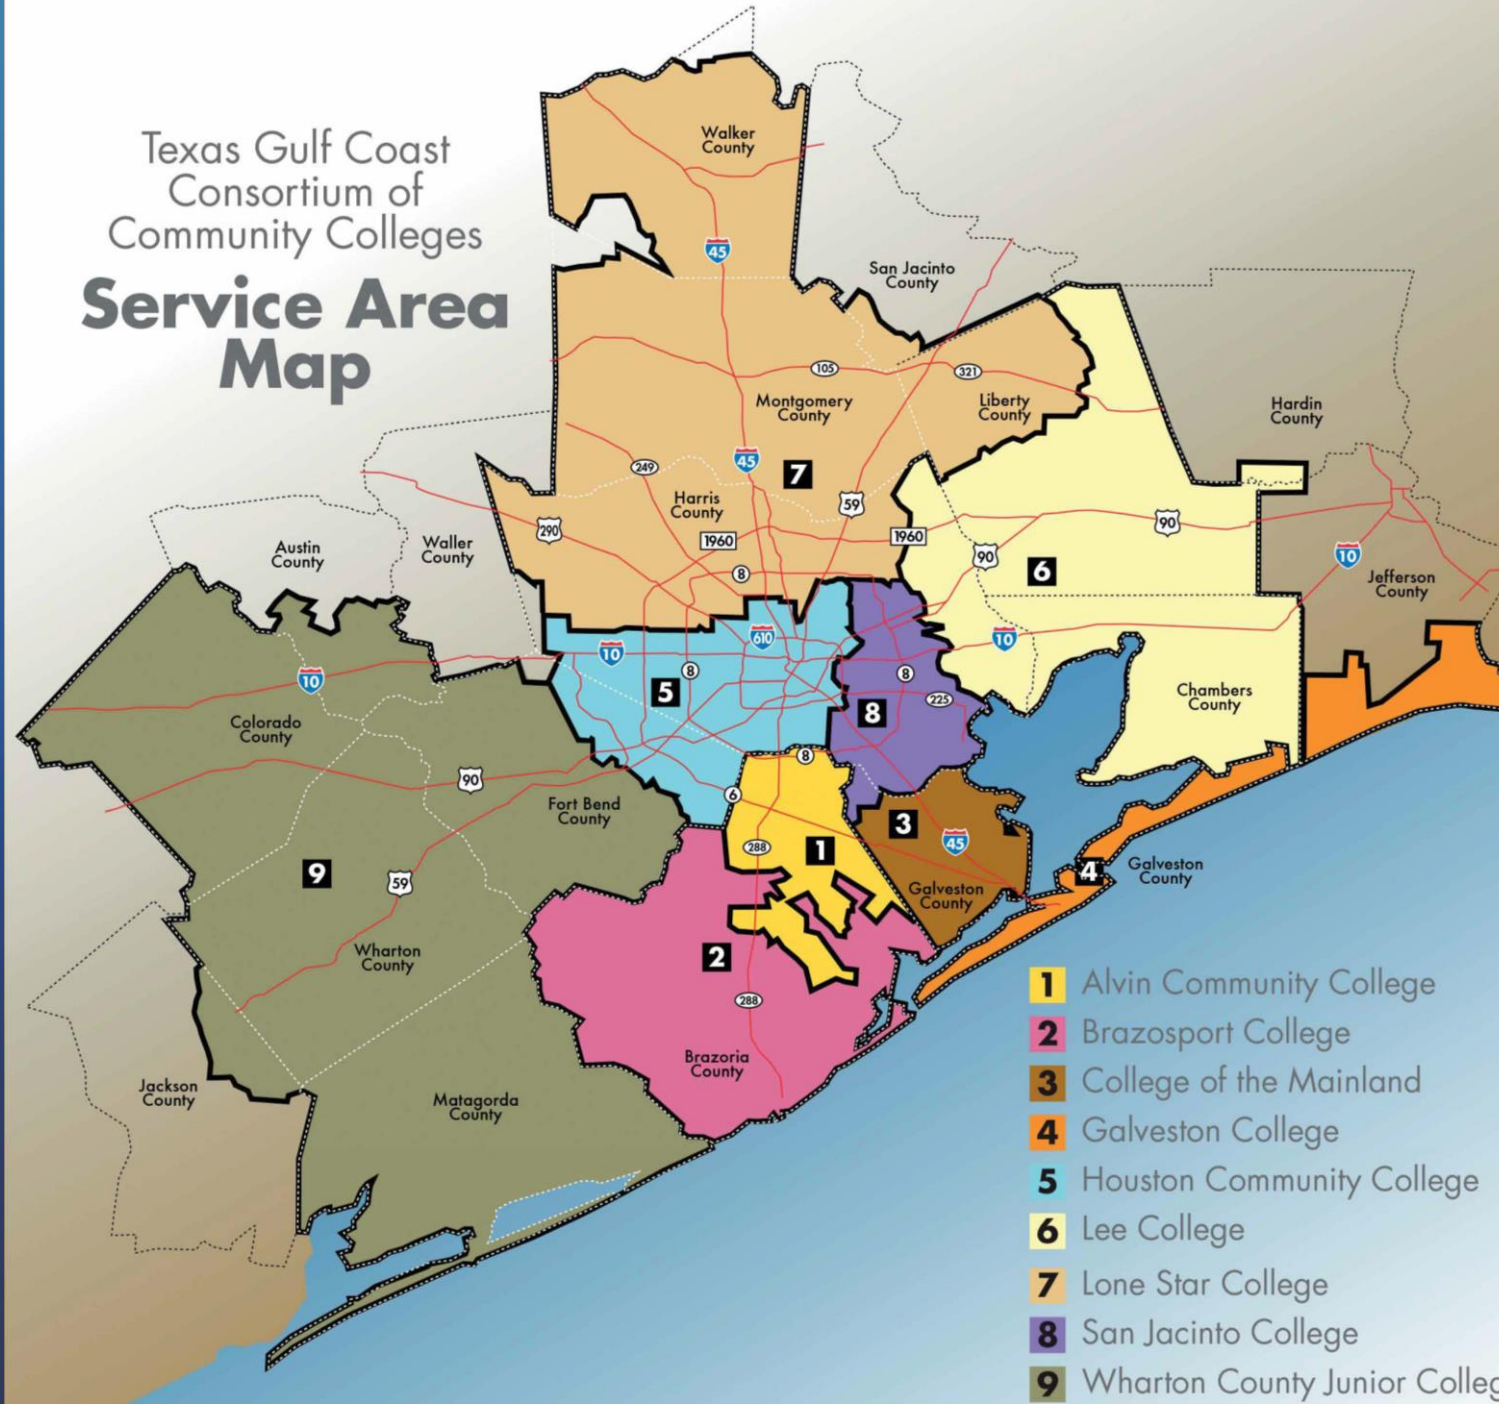 Texas Gulf Coast
Consortium of
Community Colleges
Service Area
Map
Walker
County
45
San Jacinto
County
105
321
Montgomery
County
Liberty
County
Hardin
County
249
45
7
Harris
County
59
290
1960
1960
90
90
Austin
County
Waller
County
8
6
10
Jefferson
County
10
610
10
8
10
5
8
225
8
Chambers
County
Colorado
County
90
8
6
Fort Bend
County
3
45
288
1
9
59
4
Galveston
County
Galveston
County
Wharton
County
2
288
Brazoria
County
Jackson
County
Matagorda
County
1 Alvin Community College
2 Brazosport College
3 College of the Mainland
4 Galveston College
5 Houston Community College
6 Lee College
7 Lone Star College
8 San Jacinto College
9 Wharton County Junior Colleg